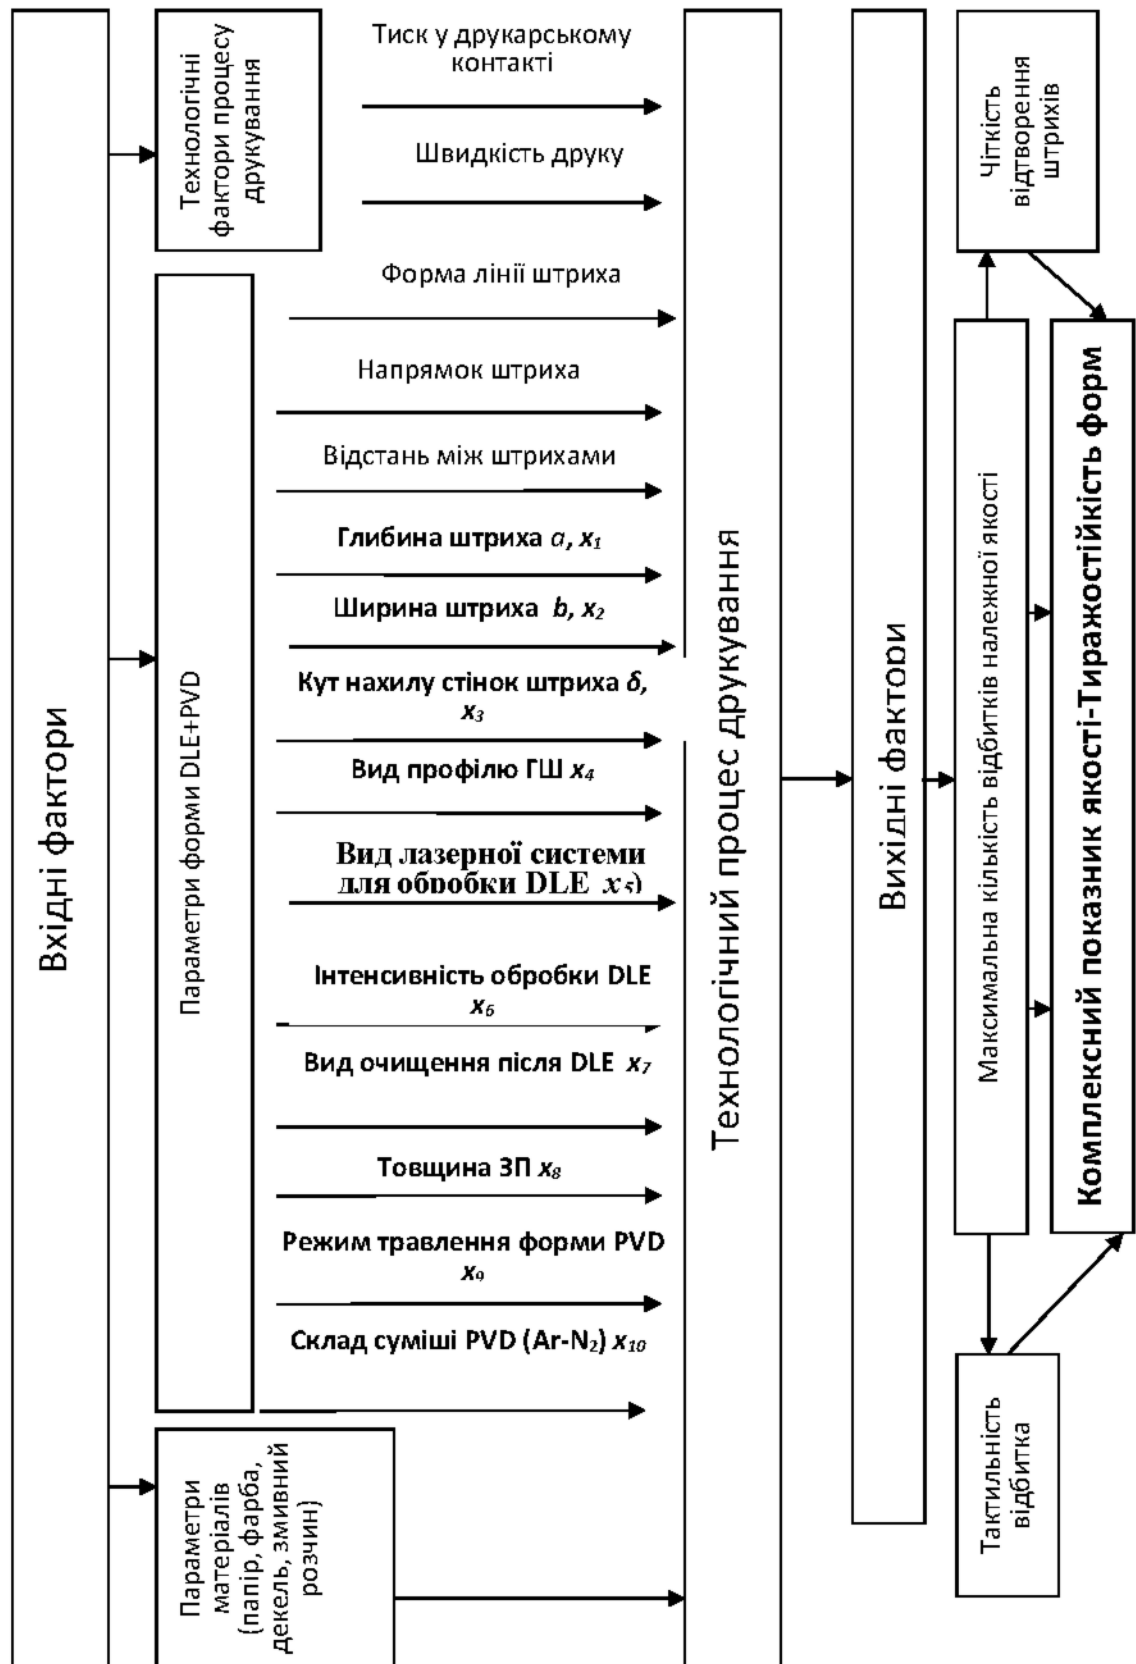 Вхідні фактори
Технологічні
фактори процесу
друкування
Параметри форми DLE+PVD
Параметри
матеріалів
(папір, фарба,
декель, змивний
розчин)
Тиск у друкарському
контакті
Швидкість друку
Форма лінії штриха
Напрямок штриха
Відстань між штрихами
Глибина штриха a, x₁
Ширина штриха b, x₂
Кут нахилу стінок штриха δ,
x₃
Вид профілю ГШ x₄
Вид лазерної системи
для обробки DLE x₅)
Інтенсивність обробки DLE
x₆
Вид очищення після DLE x₇
Товщина ЗП x₈
Режим травлення форми PVD
x₉
Склад суміші PVD (Ar-N₂) x₁₀
Технологічний процес друкування
Вихідні фактори
Чіткість
відтворення
штрихів
Максимальна кількість відбитків належної якості
Комплексний показник якості-Тиражостійкість форм
Тактильність
відбитка